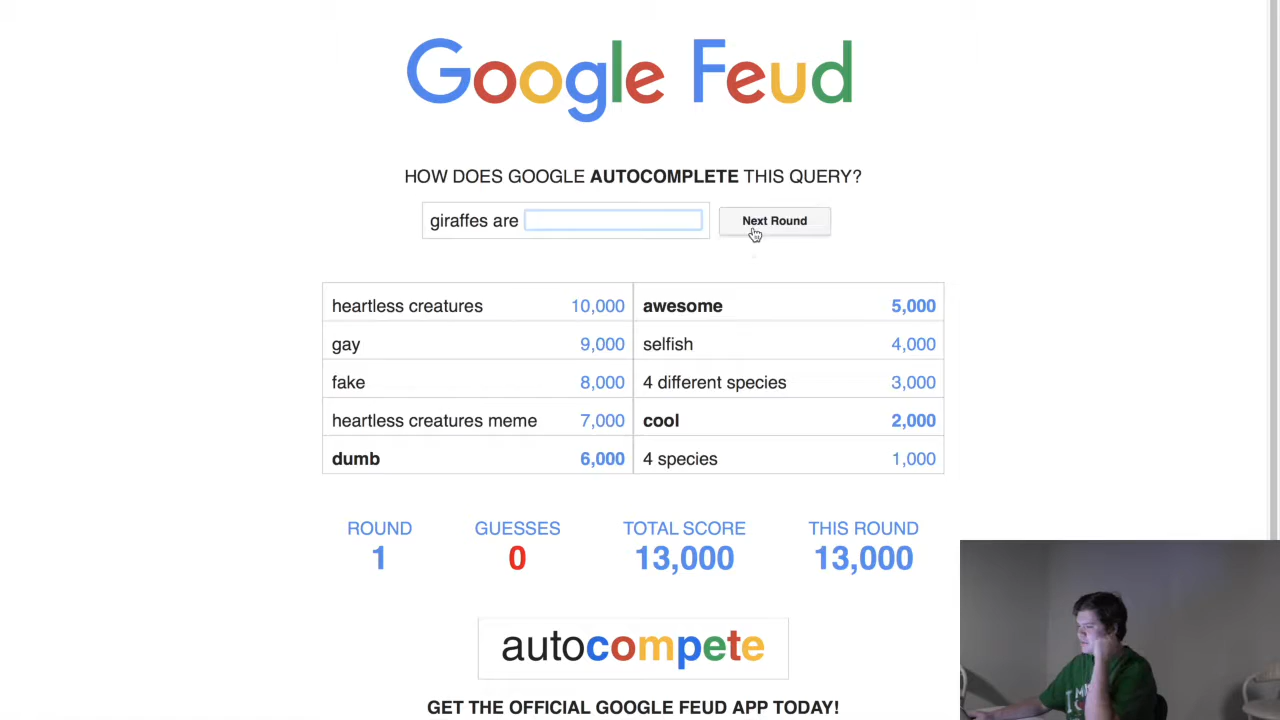 Google Feud
HOW DOES GOOGLE AUTOCOMPLETE THIS QUERY?
giraffes are
Next Round
heartless creatures 10,000 awesome 5,000
gay 9,000 selfish 4,000
fake 8,000 4 different species 3,000
heartless creatures meme 7,000 cool 2,000
dumb 6,000 4 species 1,000
ROUND GUESSES TOTAL SCORE THIS ROUND
1 0 13,000 13,000
autocompete
GET THE OFFICIAL GOOGLE FEUD APP TODAY!